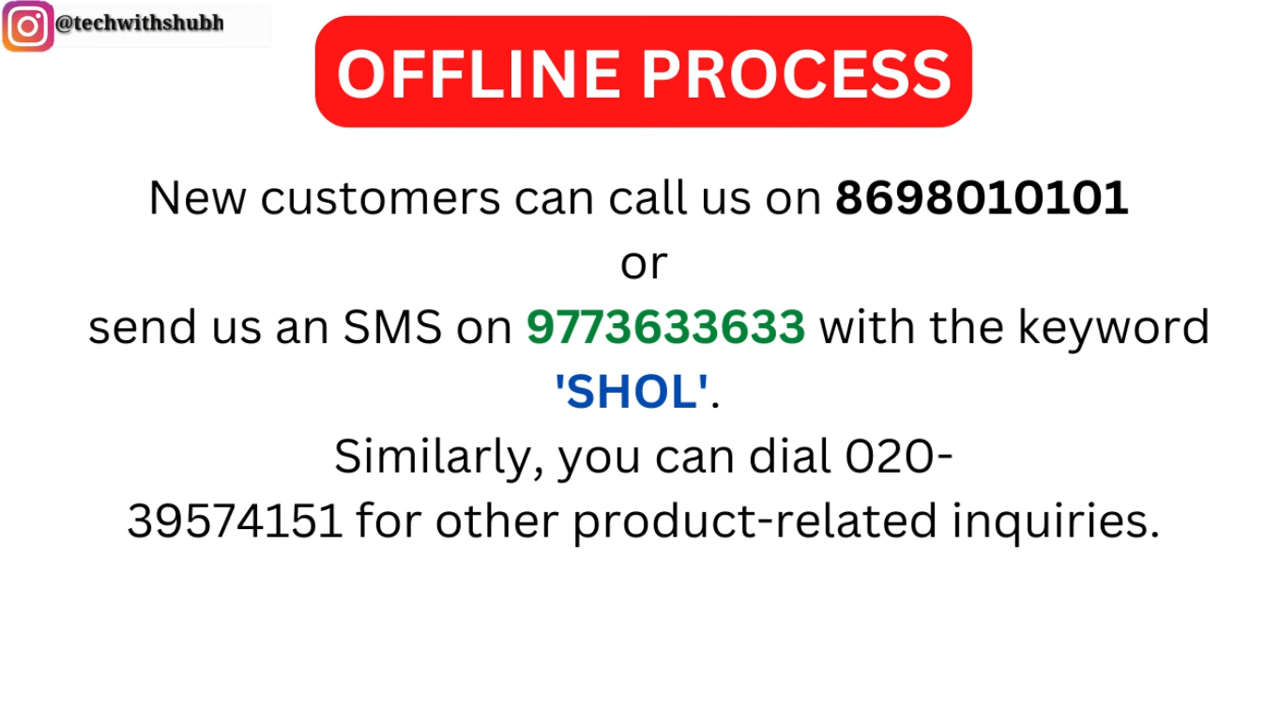 @techwithshubh
OFFLINE PROCESS
New customers can call us on 8698010101
or
send us an SMS on 9773633633 with the keyword
'SHOL'.
Similarly, you can dial 020-
39574151 for other product-related inquiries.